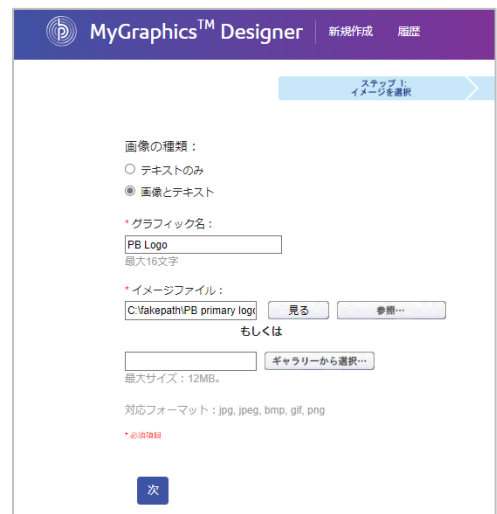 MyGraphics™ Designer 新規作成 履歴
ステップ 1:
イメージを選択
画像の種類：
テキストのみ
画像とテキスト
*グラフィック名：
PB Logo
最大16文字
*イメージファイル：
C:\fakepath\PB primary logo 見る 参照…
もしくは
ギャラリーから選択…
最大サイズ：12MB。
対応フォーマット：jpg, jpeg, bmp, gif, png
*必須項目
次